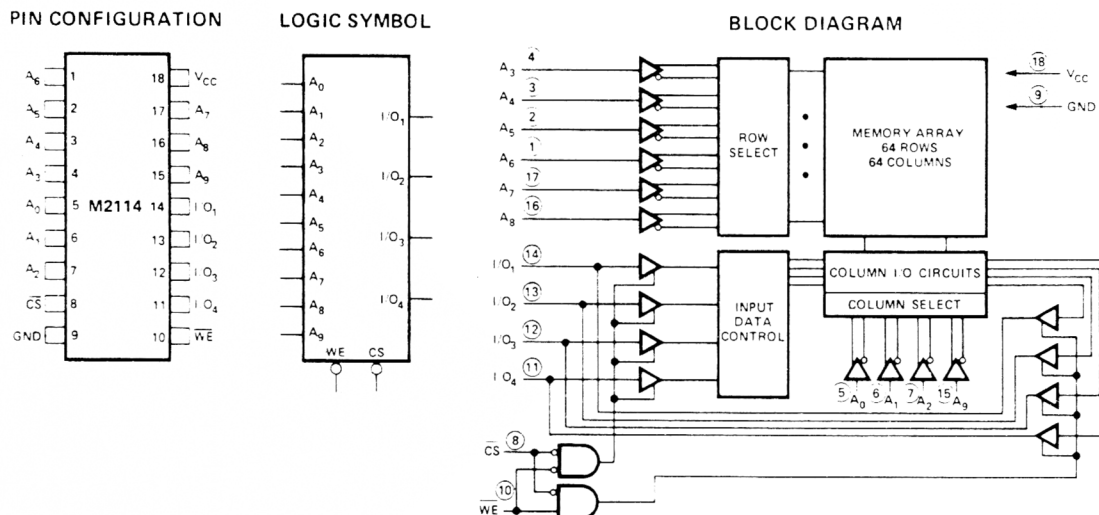 PIN CONFIGURATION
LOGIC SYMBOL
BLOCK DIAGRAM
A6 1 18 VCC
A5 2 17 A7
A4 3 16 A8
A3 4 15 A9
A0 5 M2114 14 I/O1
A1 6 13 I/O2
A2 7 12 I/O3
CS 8 11 I/O4
GND 9 10 WE
A0
A1
A2
A3
A4
A5
A6
A7
A8
A9
I/O1
I/O2
I/O3
I/O4
WE CS
A3 4
A4 3
A5 2
A6 1
A7 17
A8 16
ROW
SELECT
MEMORY ARRAY
64 ROWS
64 COLUMNS
18 VCC
9 GND
I/O1 14
I/O2 13
I/O3 12
I/O4 11
INPUT
DATA
CONTROL
COLUMN I/O CIRCUITS
COLUMN SELECT
5 A0 6 A1 7 A2 15 A9
CS 8
WE 10